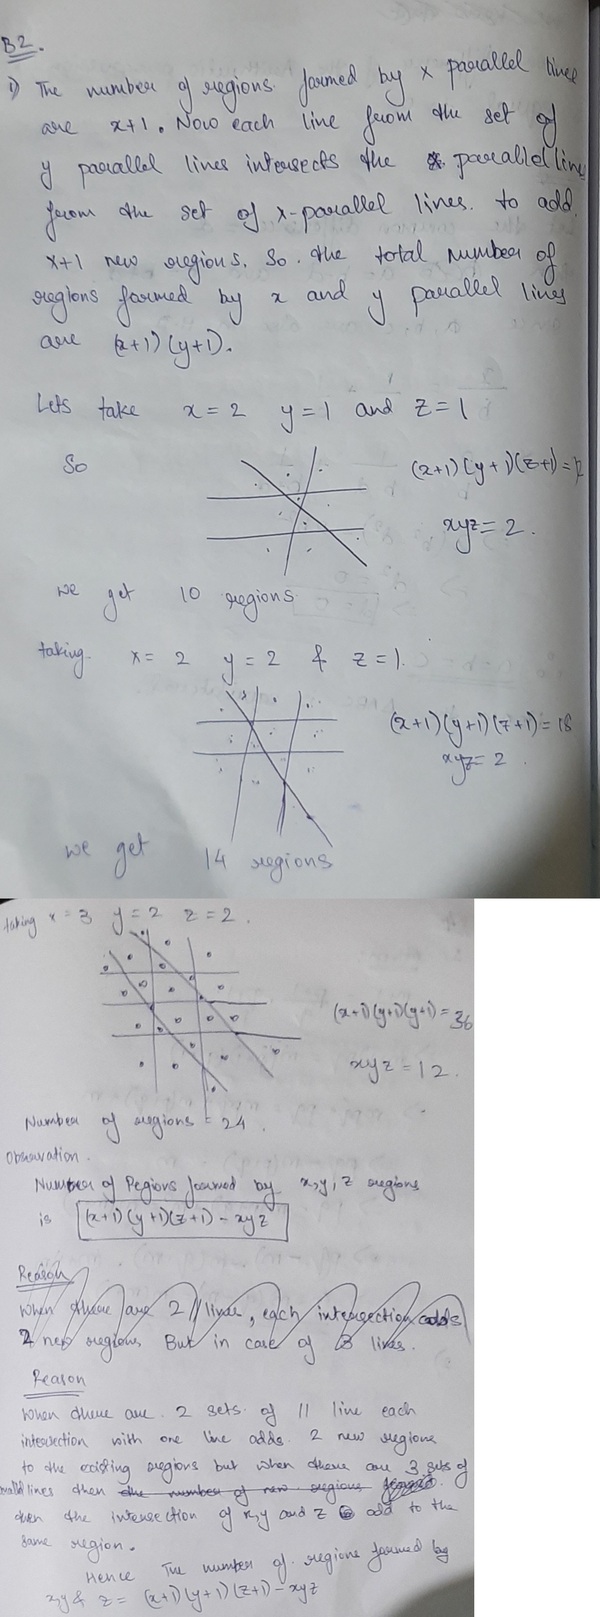 B2.
i) The number of regions formed by x parallel lines
are x+1. Now each line from the set of
y parallel lines intersects the parallel line
from the set of x-parallel lines. to add
x+1 new regions. So the total number of
regions formed by x and y parallel lines
are (x+1)(y+1).
Lets take x=2 y=1 and z=1
So (x+1)(y+1)(z+1)=12
xyz=2.
we get 10 regions
taking x=2 y=2 & z=1.
(x+1)(y+1)(z+1)=18
xyz=2.
we get 14 regions
taking x=3 y=2 z=2.
(x+1)(y+1)(y+1)=36
xyz=12.
Number of regions=24.
Observation.
Number of Regions formed by x,y,z regions
is (x+1)(y+1)(z+1)-xyz
Reason
When there are 2 // lines, each intersection adds
2 new regions But in case of 3 lines.
Reason
When there are 2 sets of // line each
intersection with one line adds 2 new regions
to the existing regions but when there are 3 sets of
lines then the number of new regions
then the intersection of x,y and z add to the
same region.
Hence The number of regions formed by
x,y & z = (x+1)(y+1)(z+1)-xyz